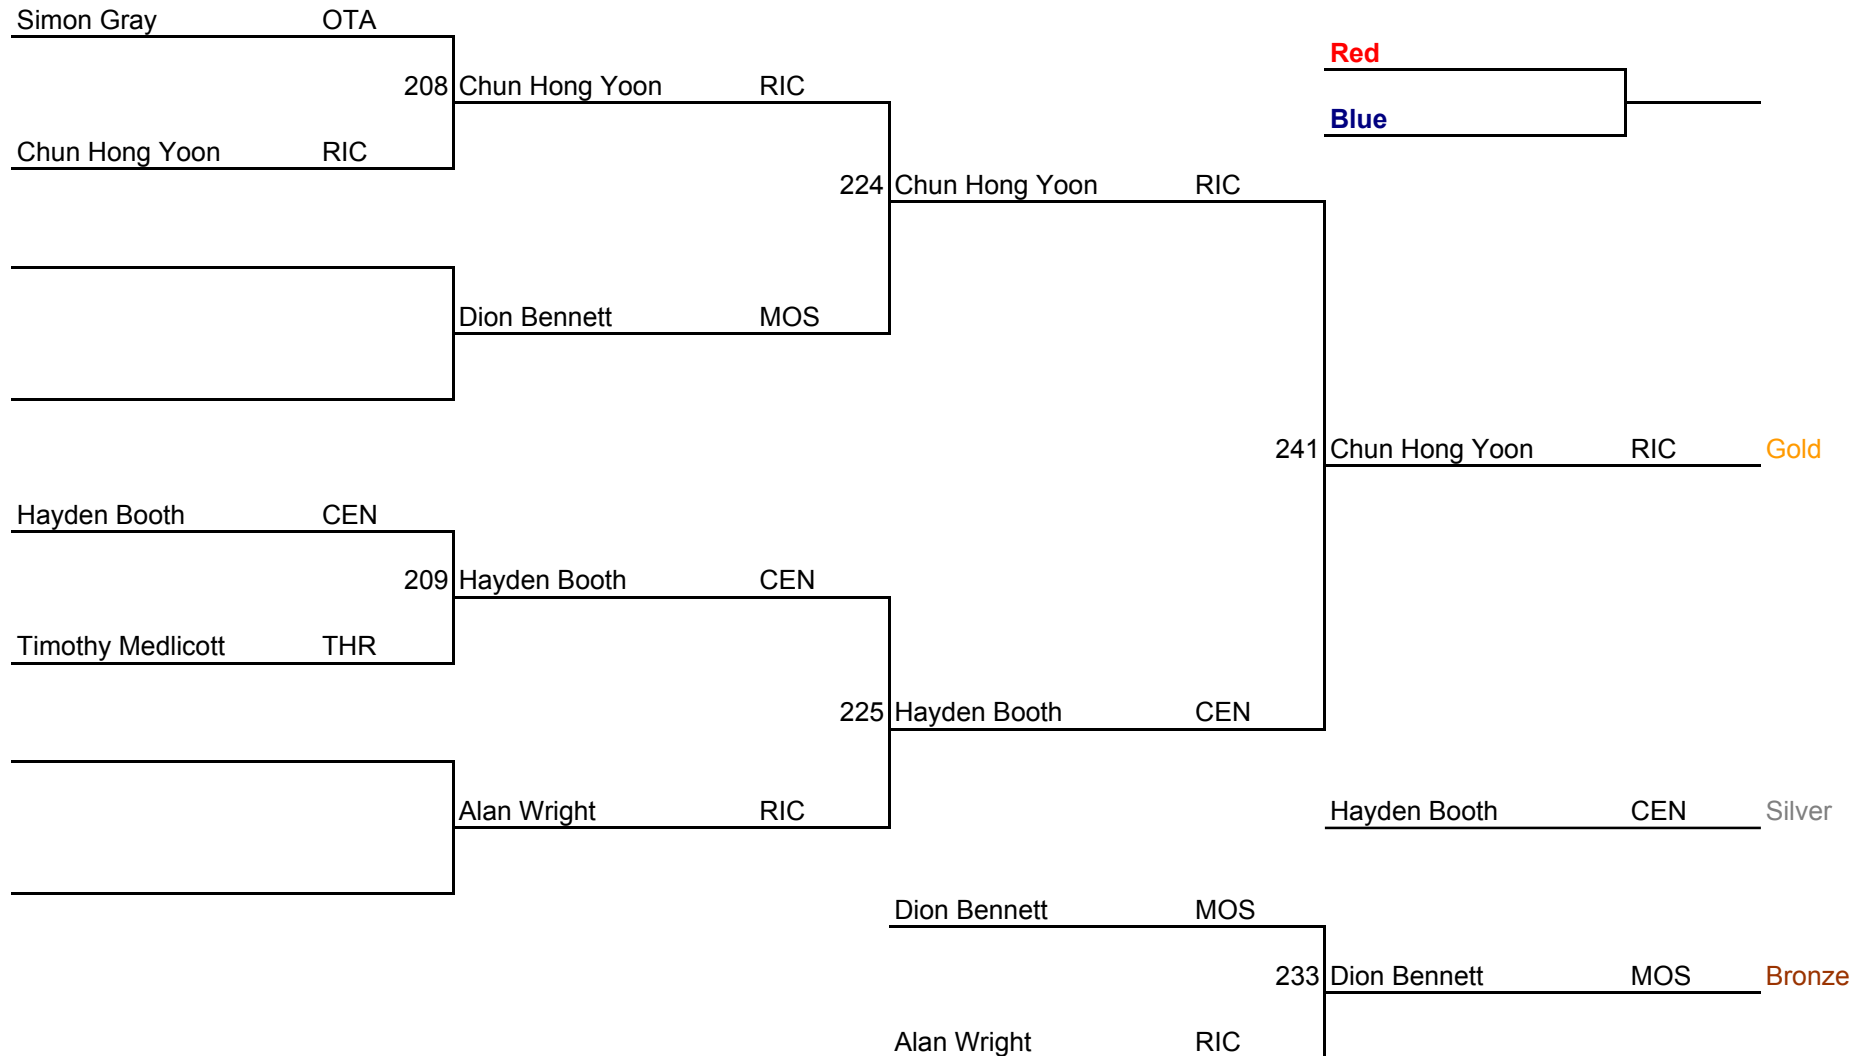 Simon Gray OTA
Red
208 Chun Hong Yoon RIC
Blue
Chun Hong Yoon RIC
224 Chun Hong Yoon RIC
Dion Bennett MOS
241 Chun Hong Yoon RIC Gold
Hayden Booth CEN
209 Hayden Booth CEN
Timothy Medlicott THR
225 Hayden Booth CEN
Alan Wright RIC
Hayden Booth CEN Silver
Dion Bennett MOS
233 Dion Bennett MOS Bronze
Alan Wright RIC